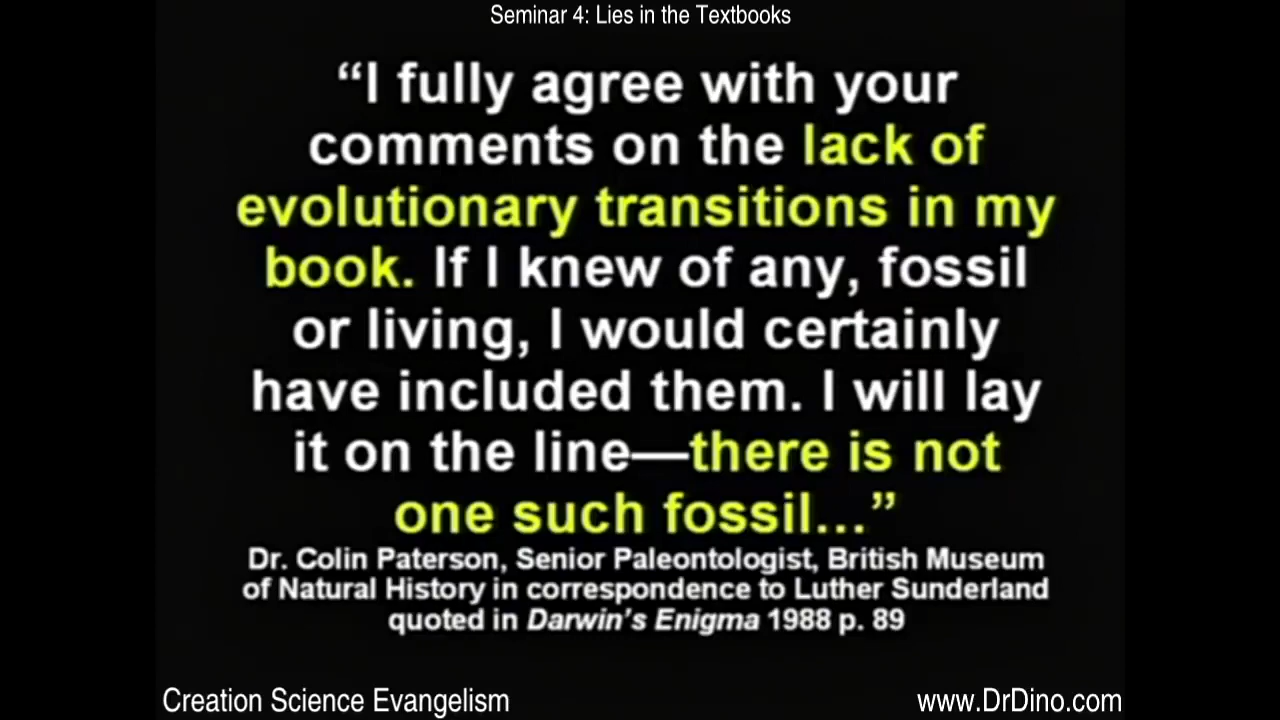 Seminar 4: Lies in the Textbooks
“I fully agree with your
comments on the lack of
evolutionary transitions in my
book. If I knew of any, fossil
or living, I would certainly
have included them. I will lay
it on the line—there is not
one such fossil...”
Dr. Colin Paterson, Senior Paleontologist, British Museum
of Natural History in correspondence to Luther Sunderland
quoted in Darwin’s Enigma 1988 p. 89
Creation Science Evangelism
www.DrDino.com